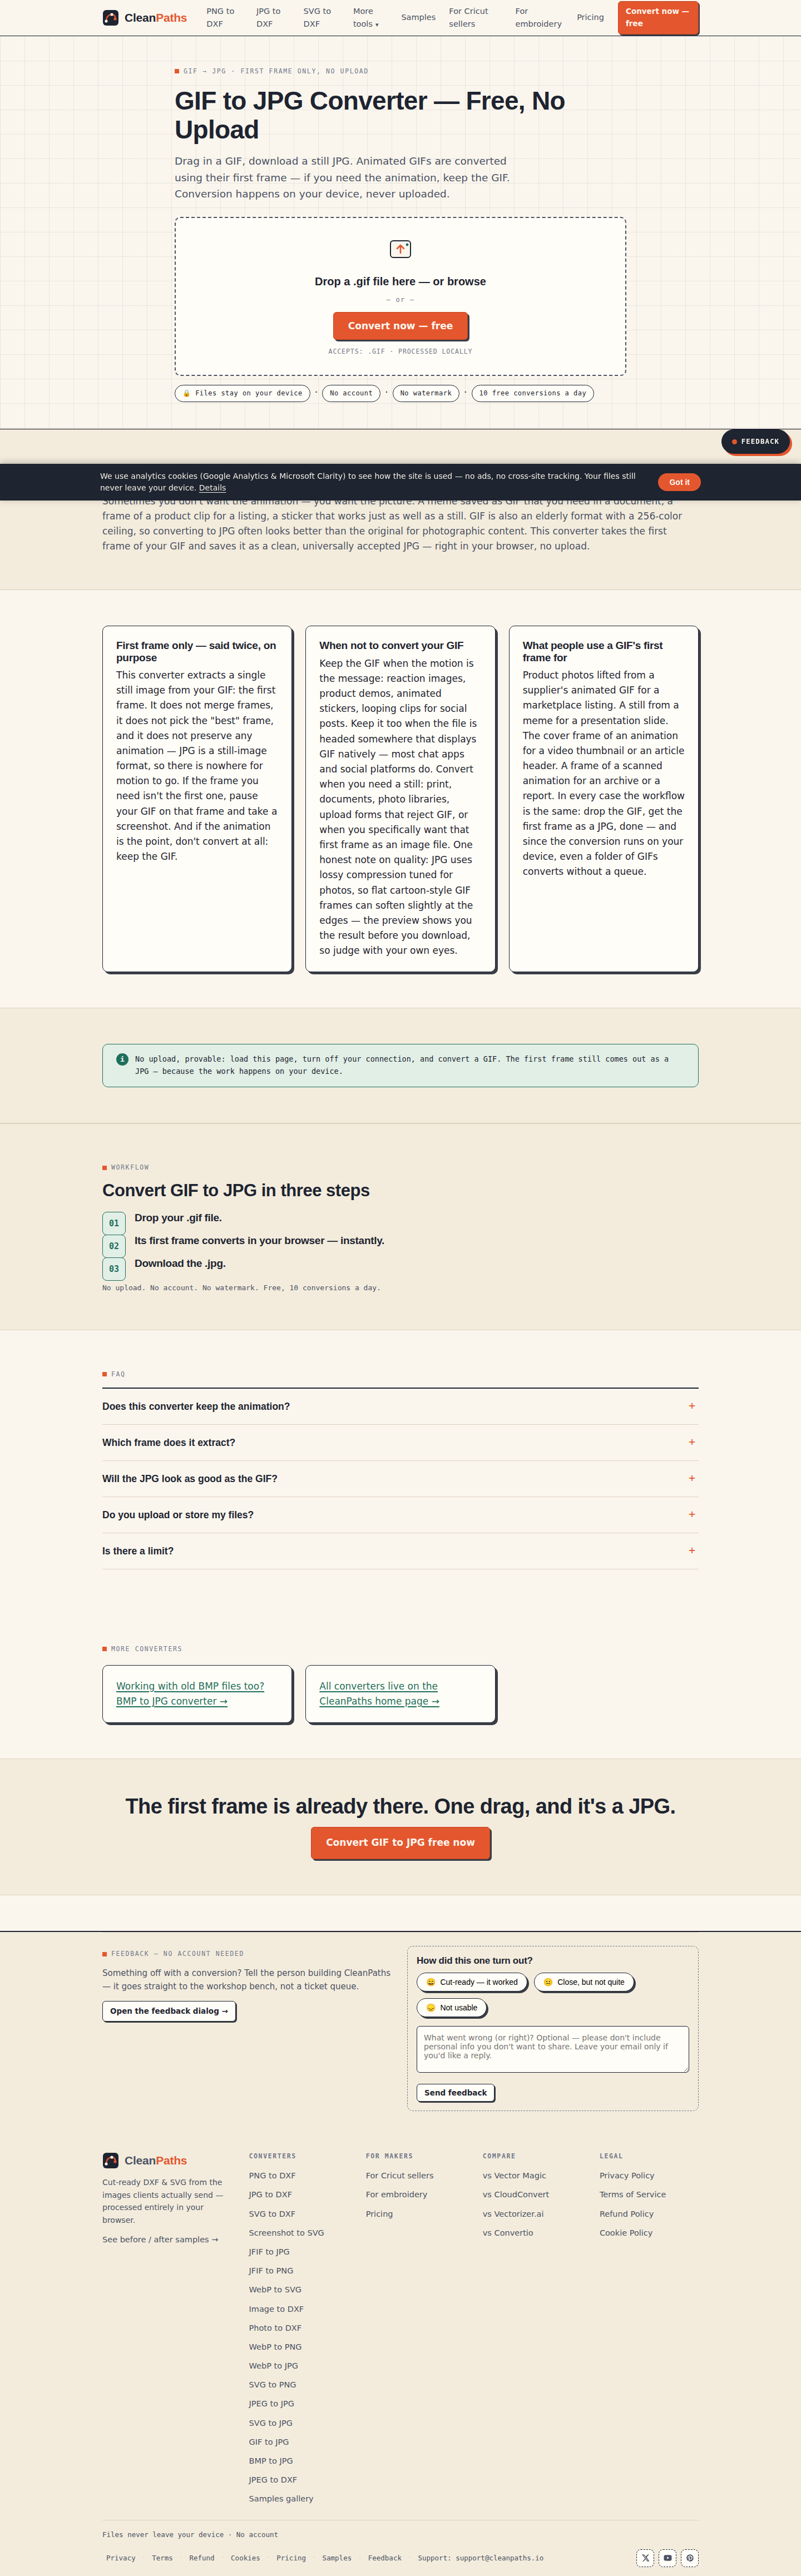 CleanPaths
PNG to
DXF
JPG to
DXF
SVG to
DXF
More
tools ▾
Samples
For Cricut
sellers
For
embroidery
Pricing
Convert now —
free
GIF → JPG · FIRST FRAME ONLY, NO UPLOAD
GIF to JPG Converter — Free, No
Upload
Drag in a GIF, download a still JPG. Animated GIFs are converted
using their first frame — if you need the animation, keep the GIF.
Conversion happens on your device, never uploaded.
Drop a .gif file here — or browse
— or —
Convert now — free
ACCEPTS: .GIF · PROCESSED LOCALLY
🔒 Files stay on your device · No account · No watermark · 10 free conversions a day
FEEDBACK
We use analytics cookies (Google Analytics & Microsoft Clarity) to see how the site is used — no ads, no cross-site tracking. Your files still
never leave your device. Details
Got it
Sometimes you don't want the animation — you want the picture. A meme saved as GIF that you need in a document, a
frame of a product clip for a listing, a sticker that works just as well as a still. GIF is also an elderly format with a 256-color
ceiling, so converting to JPG often looks better than the original for photographic content. This converter takes the first
frame of your GIF and saves it as a clean, universally accepted JPG — right in your browser, no upload.
First frame only — said twice, on
purpose
This converter extracts a single
still image from your GIF: the first
frame. It does not merge frames,
it does not pick the "best" frame,
and it does not preserve any
animation — JPG is a still-image
format, so there is nowhere for
motion to go. If the frame you
need isn't the first one, pause
your GIF on that frame and take a
screenshot. And if the animation
is the point, don't convert at all:
keep the GIF.
When not to convert your GIF
Keep the GIF when the motion is
the message: reaction images,
product demos, animated
stickers, looping clips for social
posts. Keep it too when the file is
headed somewhere that displays
GIF natively — most chat apps
and social platforms do. Convert
when you need a still: print,
documents, photo libraries,
upload forms that reject GIF, or
when you specifically want that
first frame as an image file. One
honest note on quality: JPG uses
lossy compression tuned for
photos, so flat cartoon-style GIF
frames can soften slightly at the
edges — the preview shows you
the result before you download,
so judge with your own eyes.
What people use a GIF's first
frame for
Product photos lifted from a
supplier's animated GIF for a
marketplace listing. A still from a
meme for a presentation slide.
The cover frame of an animation
for a video thumbnail or an article
header. A frame of a scanned
animation for an archive or a
report. In every case the workflow
is the same: drop the GIF, get the
first frame as a JPG, done — and
since the conversion runs on your
device, even a folder of GIFs
converts without a queue.
i
No upload, provable: load this page, turn off your connection, and convert a GIF. The first frame still comes out as a
JPG — because the work happens on your device.
WORKFLOW
Convert GIF to JPG in three steps
01 Drop your .gif file.
02 Its first frame converts in your browser — instantly.
03 Download the .jpg.
No upload. No account. No watermark. Free, 10 conversions a day.
FAQ
Does this converter keep the animation? +
Which frame does it extract? +
Will the JPG look as good as the GIF? +
Do you upload or store my files? +
Is there a limit? +
MORE CONVERTERS
Working with old BMP files too?
BMP to JPG converter →
All converters live on the
CleanPaths home page →
The first frame is already there. One drag, and it's a JPG.
Convert GIF to JPG free now
FEEDBACK — NO ACCOUNT NEEDED
Something off with a conversion? Tell the person building CleanPaths
— it goes straight to the workshop bench, not a ticket queue.
Open the feedback dialog →
How did this one turn out?
😄 Cut-ready — it worked
😐 Close, but not quite
😞 Not usable
What went wrong (or right)? Optional — please don't include
personal info you don't want to share. Leave your email only if
you'd like a reply.
Send feedback
CleanPaths
Cut-ready DXF & SVG from the
images clients actually send —
processed entirely in your
browser.
See before / after samples →
CONVERTERS
PNG to DXF
JPG to DXF
SVG to DXF
Screenshot to SVG
JFIF to JPG
JFIF to PNG
WebP to SVG
Image to DXF
Photo to DXF
WebP to PNG
WebP to JPG
SVG to PNG
JPEG to JPG
SVG to JPG
GIF to JPG
BMP to JPG
JPEG to DXF
Samples gallery
FOR MAKERS
For Cricut sellers
For embroidery
Pricing
COMPARE
vs Vector Magic
vs CloudConvert
vs Vectorizer.ai
vs Convertio
LEGAL
Privacy Policy
Terms of Service
Refund Policy
Cookie Policy
Files never leave your device · No account
Privacy Terms Refund Cookies Pricing Samples Feedback Support: support@cleanpaths.io